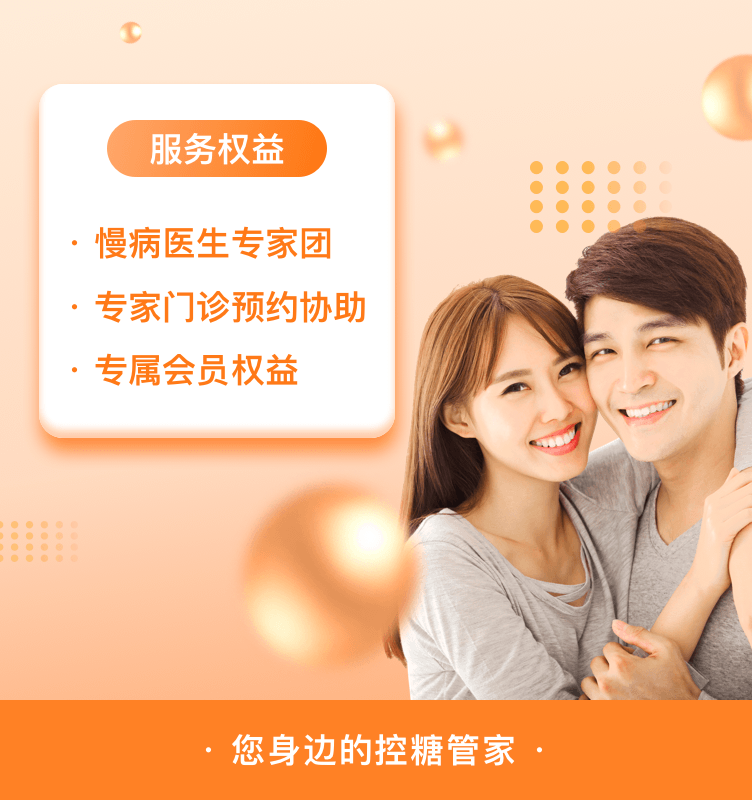 服务权益
· 慢病医生专家团
· 专家门诊预约协助
· 专属会员权益
· 您身边的控糖管家 ·